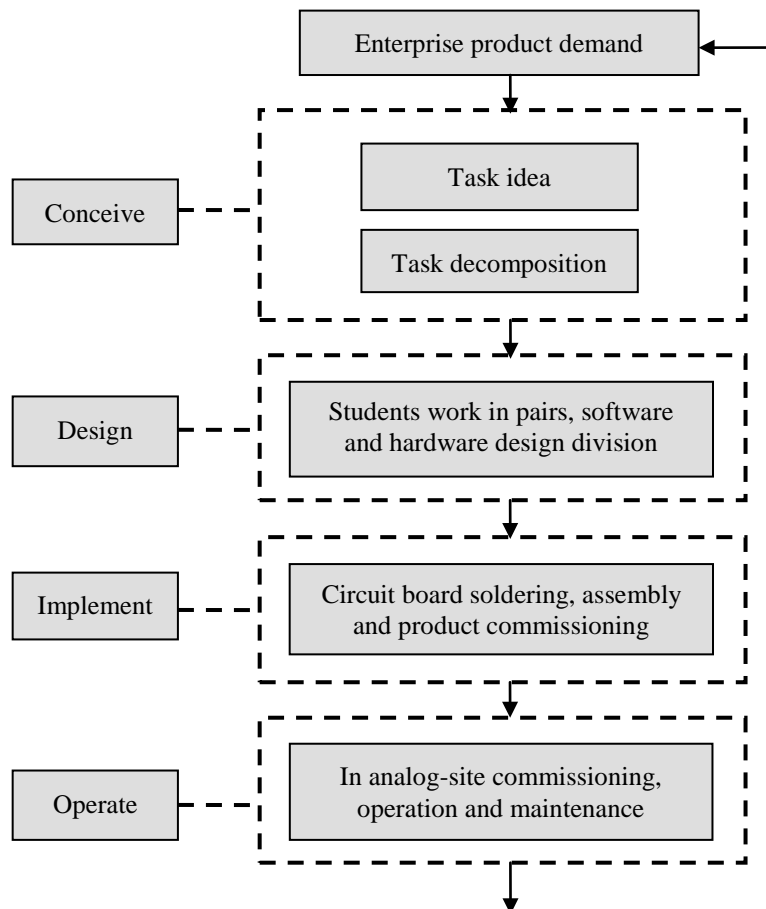 Enterprise product demand
Conceive
Task idea
Task decomposition
Design
Students work in pairs, software
and hardware design division
Implement
Circuit board soldering, assembly
and product commissioning
Operate
In analog-site commissioning,
operation and maintenance